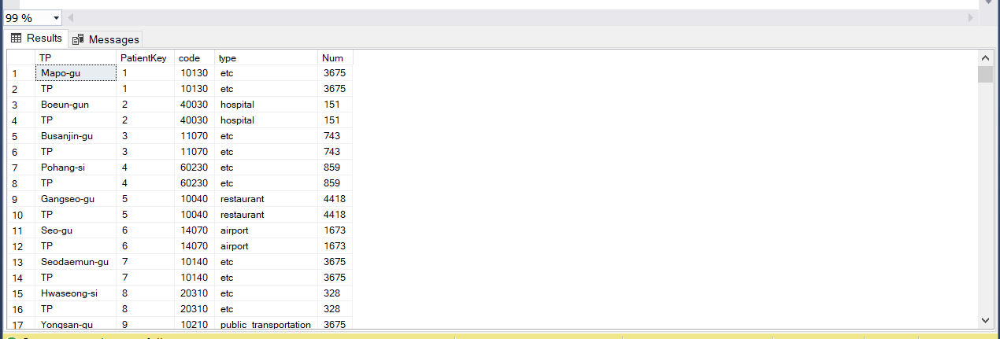 99 %
Results Messages
TP PatientKey code type Num
1 Mapo-gu 1 10130 etc 3675
2 TP 1 10130 etc 3675
3 Boeun-gun 2 40030 hospital 151
4 TP 2 40030 hospital 151
5 Busanjin-gu 3 11070 etc 743
6 TP 3 11070 etc 743
7 Pohang-si 4 60230 etc 859
8 TP 4 60230 etc 859
9 Gangseo-gu 5 10040 restaurant 4418
10 TP 5 10040 restaurant 4418
11 Seo-gu 6 14070 airport 1673
12 TP 6 14070 airport 1673
13 Seodaemun-gu 7 10140 etc 3675
14 TP 7 10140 etc 3675
15 Hwaseong-si 8 20310 etc 328
16 TP 8 20310 etc 328
17 Yongsan-gu 9 10210 public_transportation 3675